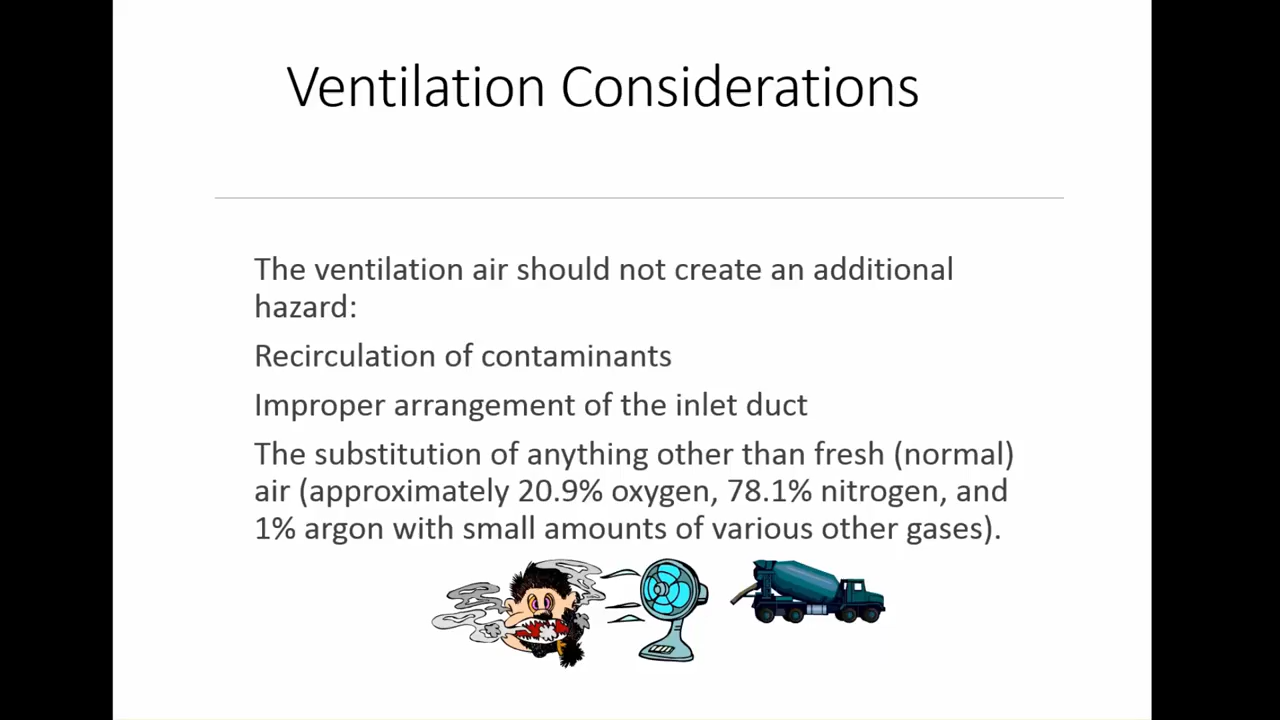 Ventilation Considerations
The ventilation air should not create an additional
hazard:
Recirculation of contaminants
Improper arrangement of the inlet duct
The substitution of anything other than fresh (normal)
air (approximately 20.9% oxygen, 78.1% nitrogen, and
1% argon with small amounts of various other gases).